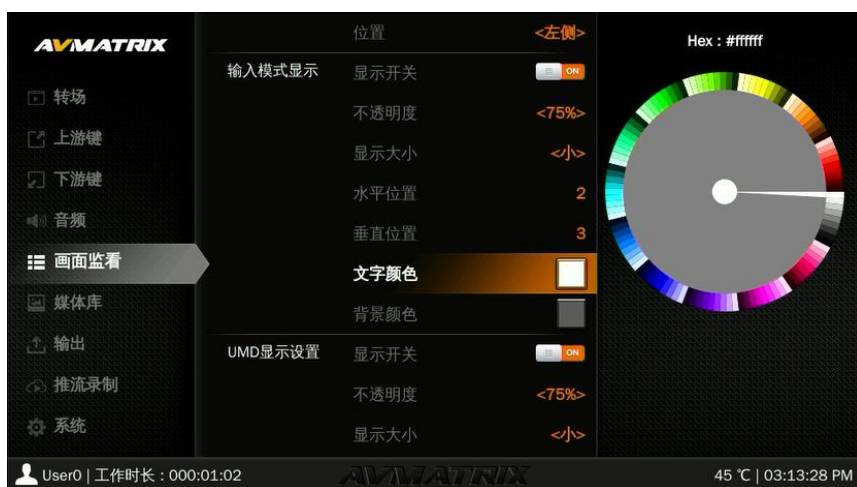 AVMATRIX
转场
上游键
下游键
音频
画面监看
媒体库
输出
推流录制
系统
位置 <左侧>
输入模式显示 显示开关 ON
不透明度 <75%>
显示大小 <小>
水平位置 2
垂直位置 3
文字颜色
背景颜色
UMD显示设置 显示开关 ON
不透明度 <75%>
显示大小 <小>
Hex : #ffffff
User0 | 工作时长 : 000:01:02 AVMATRIX 45 ℃ | 03:13:28 PM